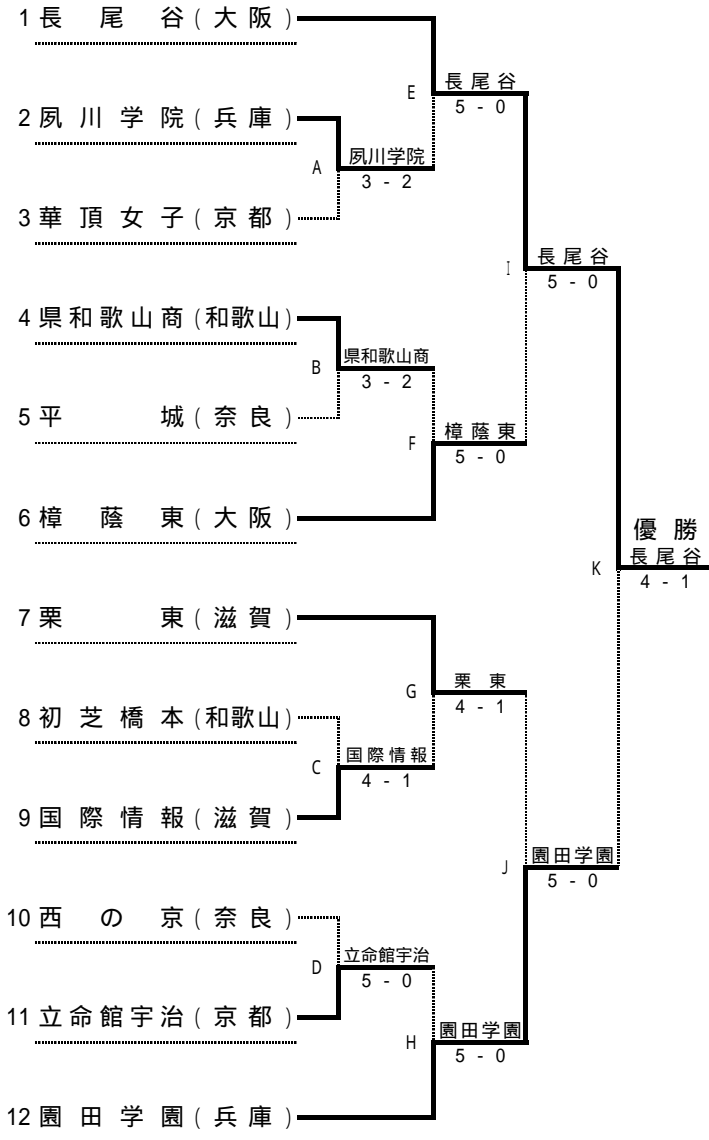 1 長尾谷(大阪)
E 長尾谷
5 - 0
2 夙川学院(兵庫)
A 夙川学院
3 - 2
3 華頂女子(京都)
I 長尾谷
5 - 0
4 県和歌山商(和歌山)
B 県和歌山商
3 - 2
5 平城(奈良)
F 樟蔭東
5 - 0
6 樟蔭東(大阪)
優勝
K 長尾谷
4 - 1
7 栗東(滋賀)
G 栗東
4 - 1
8 初芝橋本(和歌山)
C 国際情報
4 - 1
9 国際情報(滋賀)
J 園田学園
5 - 0
10 西の京(奈良)
D 立命館宇治
5 - 0
11 立命館宇治(京都)
H 園田学園
5 - 0
12 園田学園(兵庫)